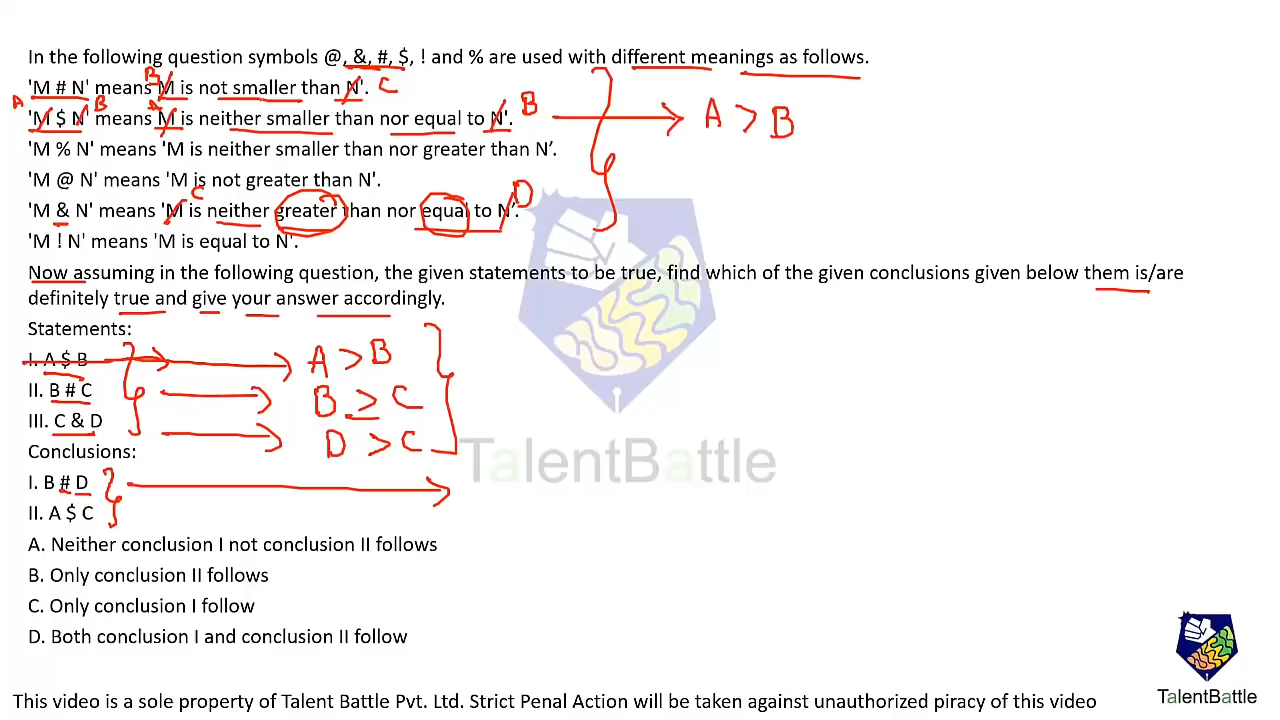 In the following question symbols @, &, #, $, ! and % are used with different meanings as follows.
'M # N' means 'M is not smaller than N'.
B
C
'M $ N' means 'M is neither smaller than nor equal to N'.
A
B
A
B
A > B
'M % N' means 'M is neither smaller than nor greater than N’.
'M @ N' means 'M is not greater than N'.
'M & N' means 'M is neither greater than nor equal to N’.
C
D
'M ! N' means 'M is equal to N'.
Now assuming in the following question, the given statements to be true, find which of the given conclusions given below them is/are
definitely true and give your answer accordingly.
Statements:
I. A $ B
A > B
II. B # C
B ≥ C
III. C & D
D > C
Conclusions:
I. B # D
II. A $ C
A. Neither conclusion I not conclusion II follows
B. Only conclusion II follows
C. Only conclusion I follow
D. Both conclusion I and conclusion II follow
TalentBattle
TalentBattle
This video is a sole property of Talent Battle Pvt. Ltd. Strict Penal Action will be taken against unauthorized piracy of this video